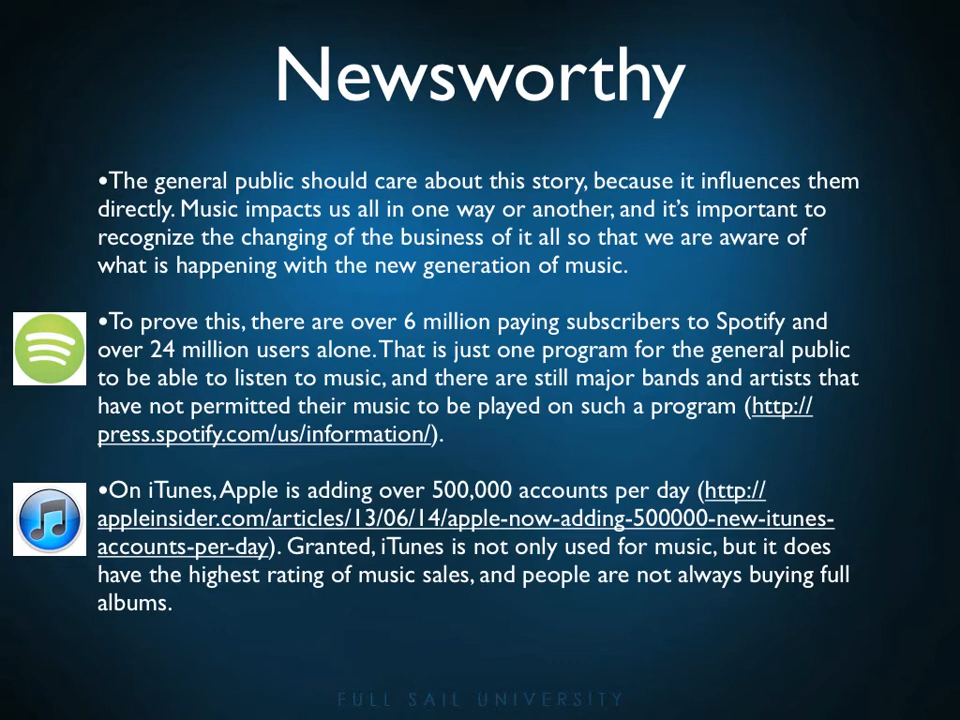 Newsworthy
•The general public should care about this story, because it influences them
directly. Music impacts us all in one way or another, and it’s important to
recognize the changing of the business of it all so that we are aware of
what is happening with the new generation of music.
•To prove this, there are over 6 million paying subscribers to Spotify and
over 24 million users alone. That is just one program for the general public
to be able to listen to music, and there are still major bands and artists that
have not permitted their music to be played on such a program (http://
press.spotify.com/us/information/).
•On iTunes, Apple is adding over 500,000 accounts per day (http://
appleinsider.com/articles/13/06/14/apple-now-adding-500000-new-itunes-
accounts-per-day). Granted, iTunes is not only used for music, but it does
have the highest rating of music sales, and people are not always buying full
albums.
FULL SAIL UNIVERSITY